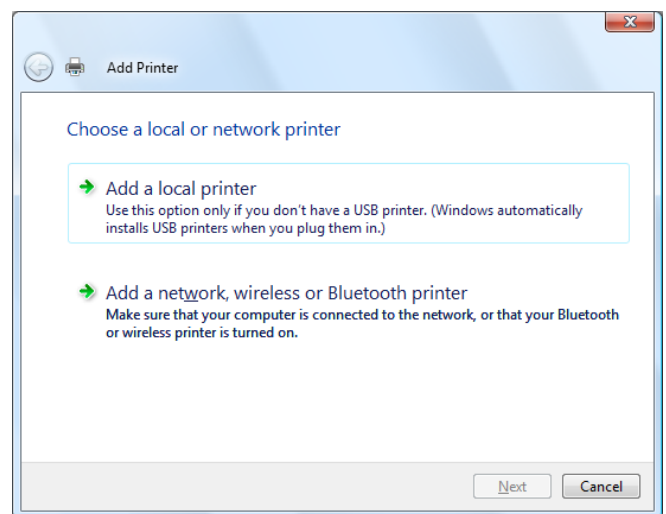 Add Printer
Choose a local or network printer
Add a local printer
Use this option only if you don't have a USB printer. (Windows automatically
installs USB printers when you plug them in.)
Add a network, wireless or Bluetooth printer
Make sure that your computer is connected to the network, or that your Bluetooth
or wireless printer is turned on.
Next Cancel